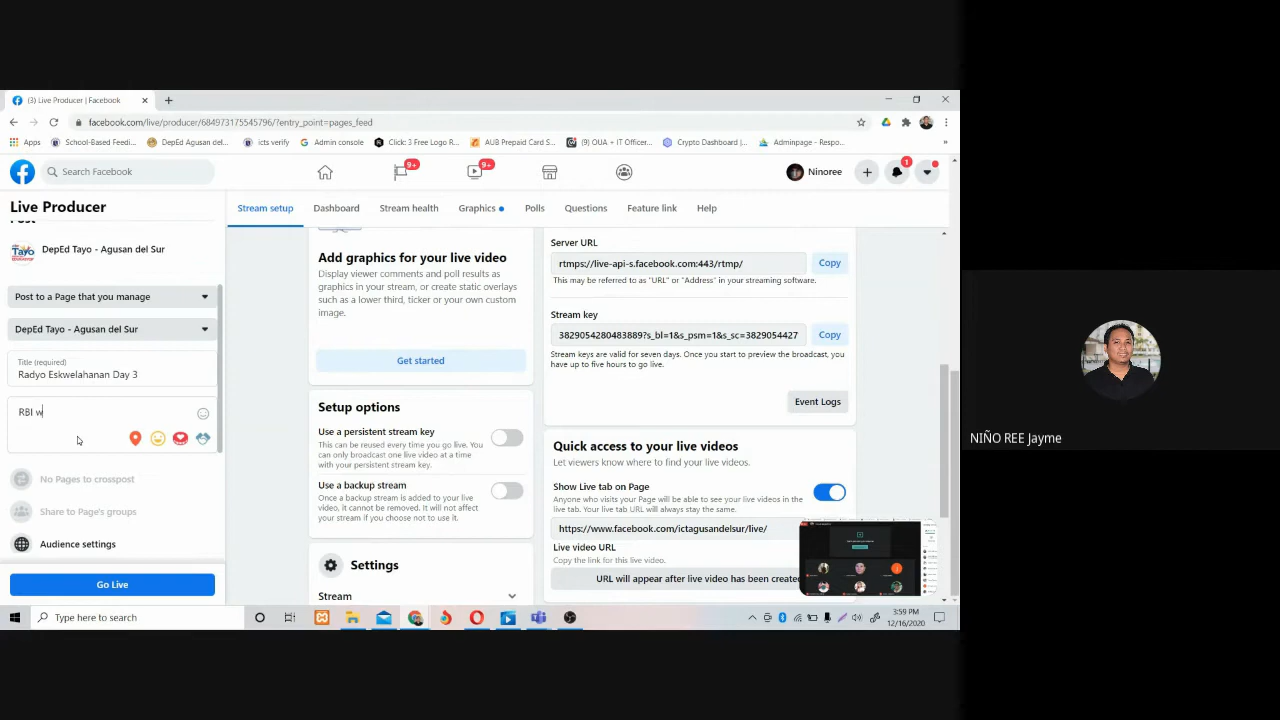 (3) Live Producer | Facebook
facebook.com/live/producer/684973175545796/?entry_point=pages_feed
Apps
School-Based Feedi...
DepEd Agusan del...
icts verify
Admin console
Click: 3 Free Logo R...
AUB Prepaid Card S...
(9) OUA + IT Officer...
Crypto Dashboard |...
Adminpage - Respo...
Search Facebook
9+
9+
Ninoree
1
Live Producer
Stream setup
Dashboard
Stream health
Graphics
Polls
Questions
Feature link
Help
Post
DepEd Tayo - Agusan del Sur
Post to a Page that you manage
DepEd Tayo - Agusan del Sur
Title (required)
Radyo Eskwelahanan Day 3
RBI w
No Pages to crosspost
Share to Page's groups
Audience settings
Go Live
Add graphics for your live video
Display viewer comments and poll results as
graphics in your stream, or create static overlays
such as a lower third, ticker or your own custom
image.
Get started
Setup options
Use a persistent stream key
This can be reused every time you go live. You
can only broadcast one live video at a time
with your persistent stream key.
Use a backup stream
Once a backup stream is added to your live
video, it cannot be removed. It will not affect
your stream if you choose not to use it.
Settings
Stream
Server URL
rtmps://live-api-s.facebook.com:443/rtmp/
Copy
This may be referred to as "URL" or "Address" in your streaming software.
Stream key
3829054280483889?s_bl=1&s_psm=1&s_sc=3829054427
Copy
Stream keys are valid for seven days. Once you start to preview the broadcast, you
have up to five hours to go live.
Event Logs
Quick access to your live videos
Let viewers know where to find your live videos.
Show Live tab on Page
Anyone who visits your Page will be able to see your live videos in the
live tab. Your live tab URL will always stay the same.
https://www.facebook.com/ictagusandelsur/live/
Live video URL
Copy the link for this live video.
URL will appear after live video has been created
Type here to search
3:59 PM
12/16/2020
NIÑO REE Jayme